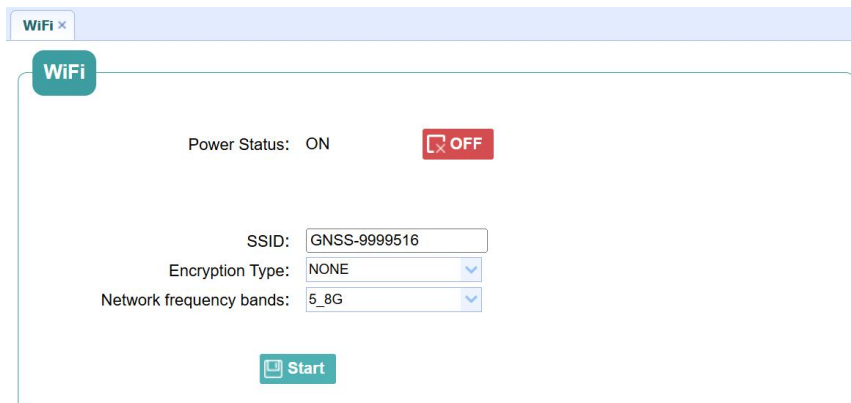 WiFi ×
WiFi
Power Status: ON OFF
SSID: GNSS-9999516
Encryption Type: NONE
Network frequency bands: 5_8G
Start